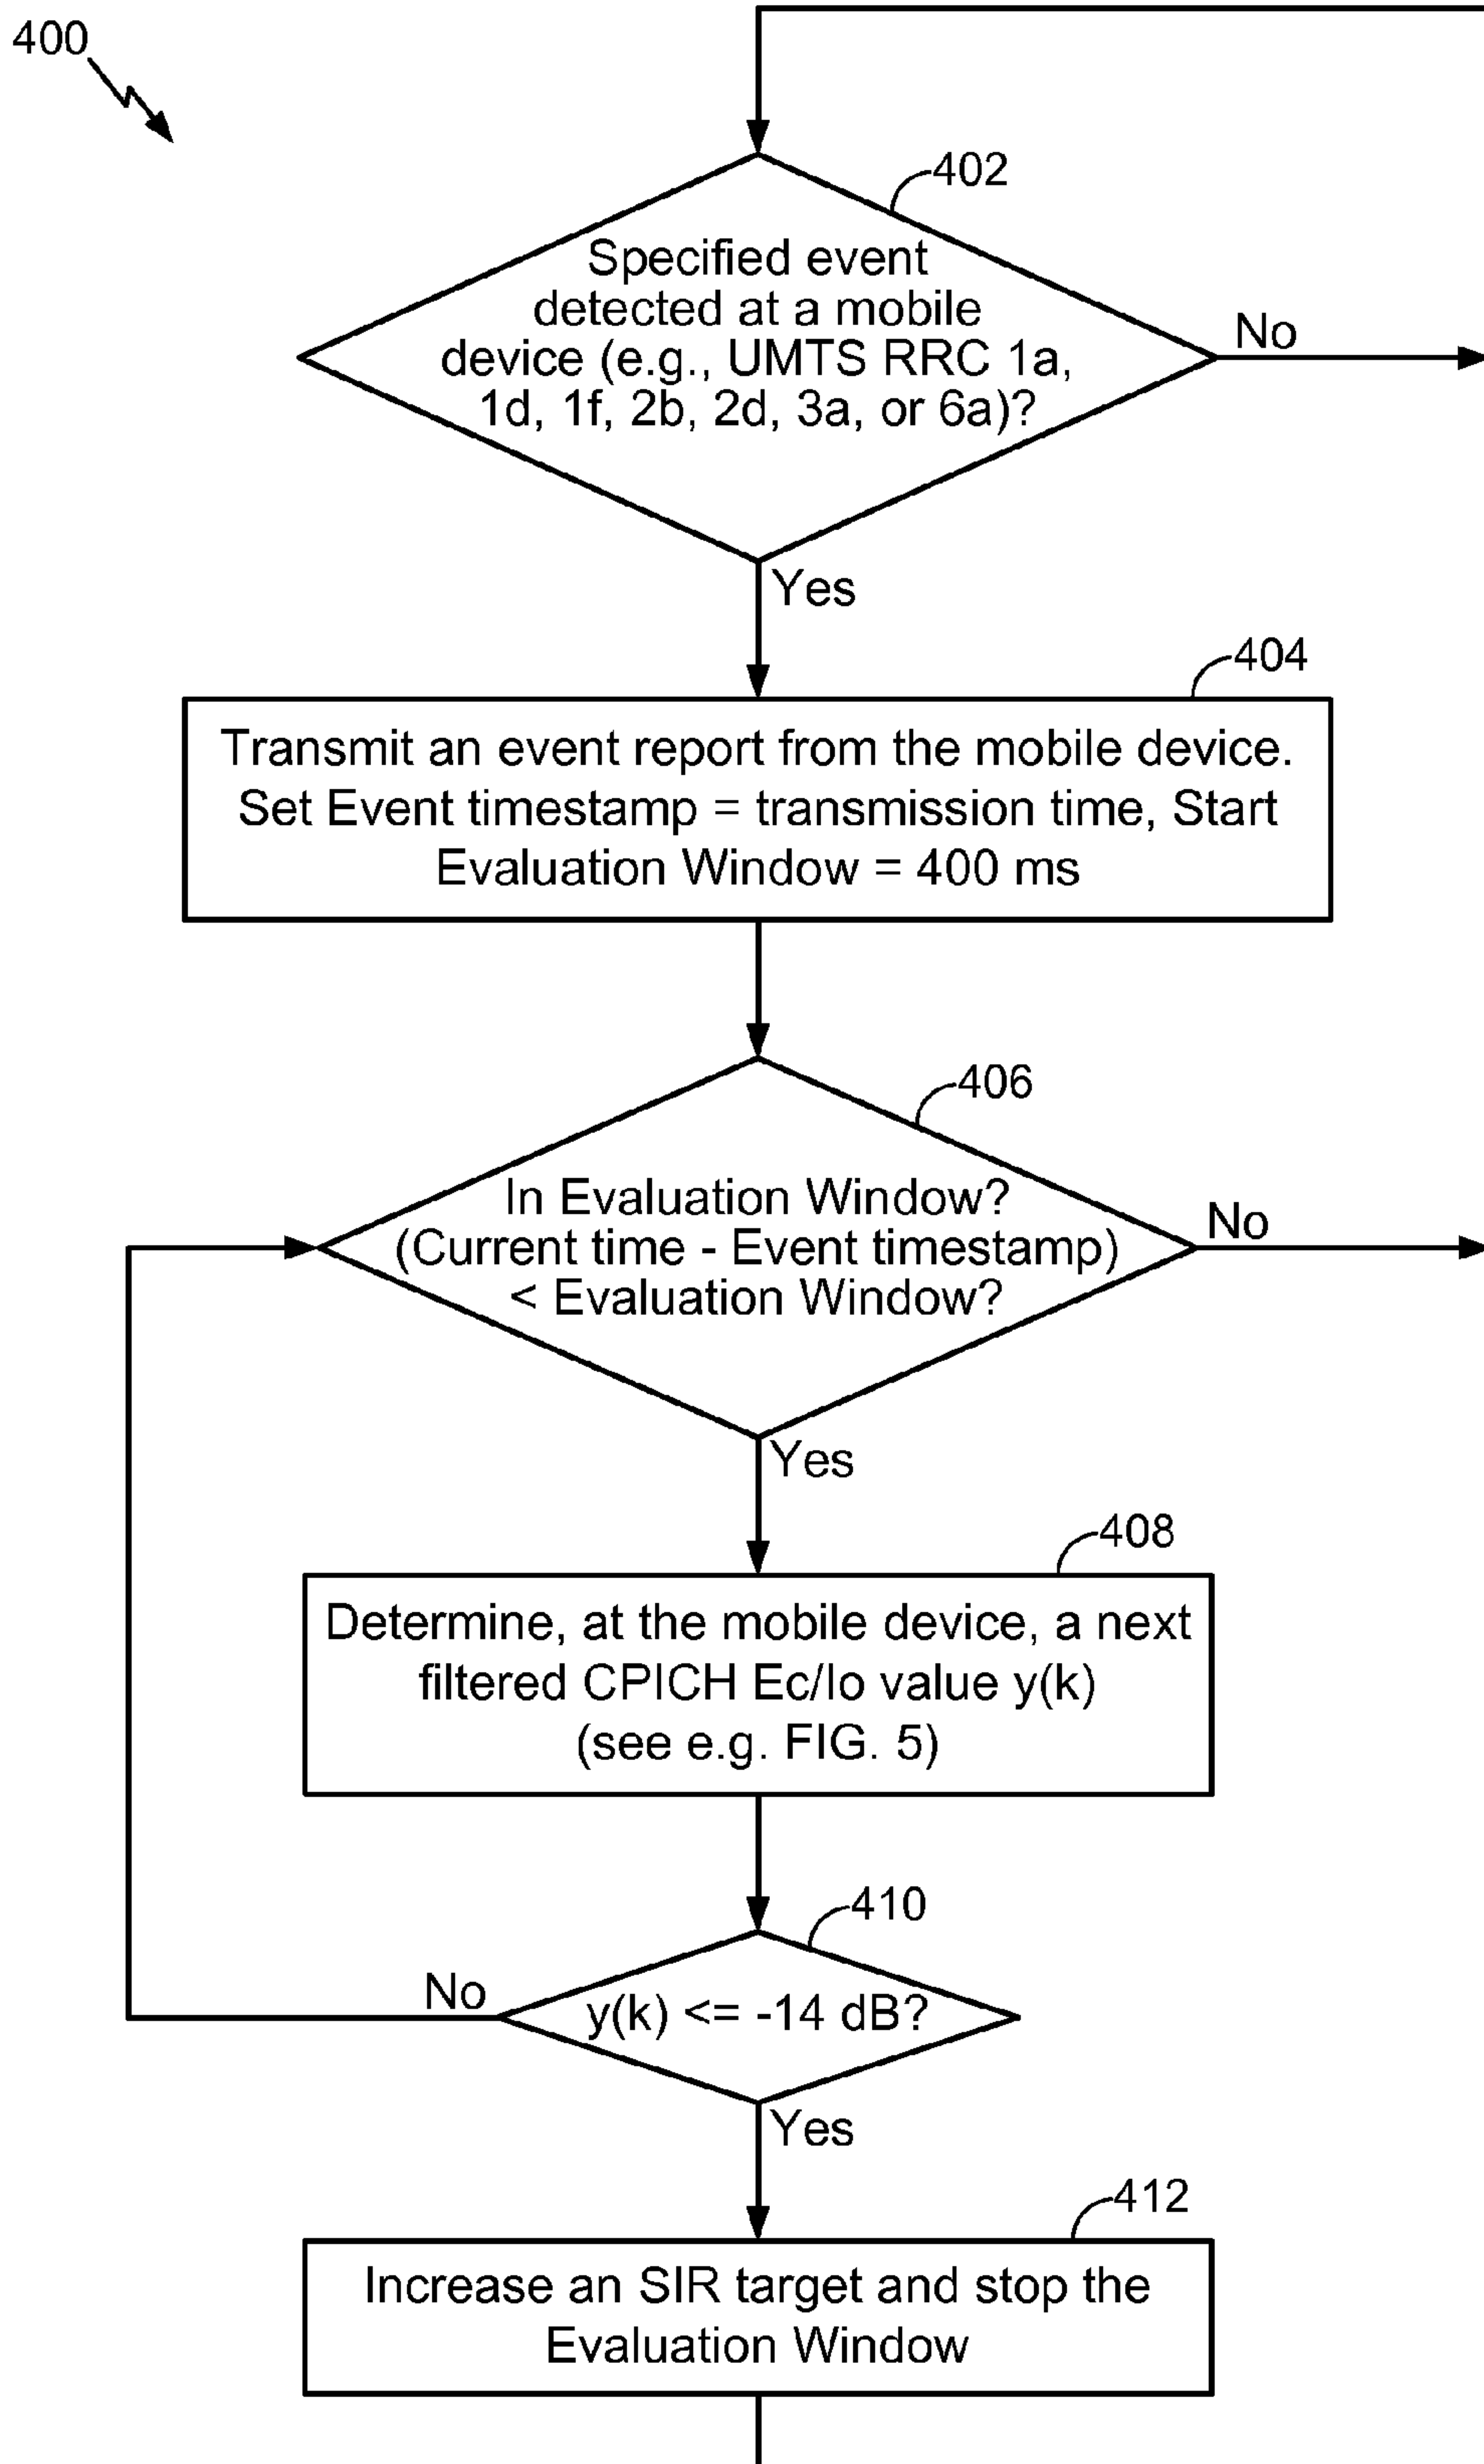 400
402
Specified event
detected at a mobile
device (e.g., UMTS RRC 1a,
1d, 1f, 2b, 2d, 3a, or 6a)?
No
Yes
404
Transmit an event report from the mobile device.
Set Event timestamp = transmission time, Start
Evaluation Window = 400 ms
406
In Evaluation Window?
(Current time - Event timestamp)
< Evaluation Window?
No
Yes
408
Determine, at the mobile device, a next
filtered CPICH Ec/Io value y(k)
(see e.g. FIG. 5)
410
No
y(k) <= -14 dB?
Yes
412
Increase an SIR target and stop the
Evaluation Window